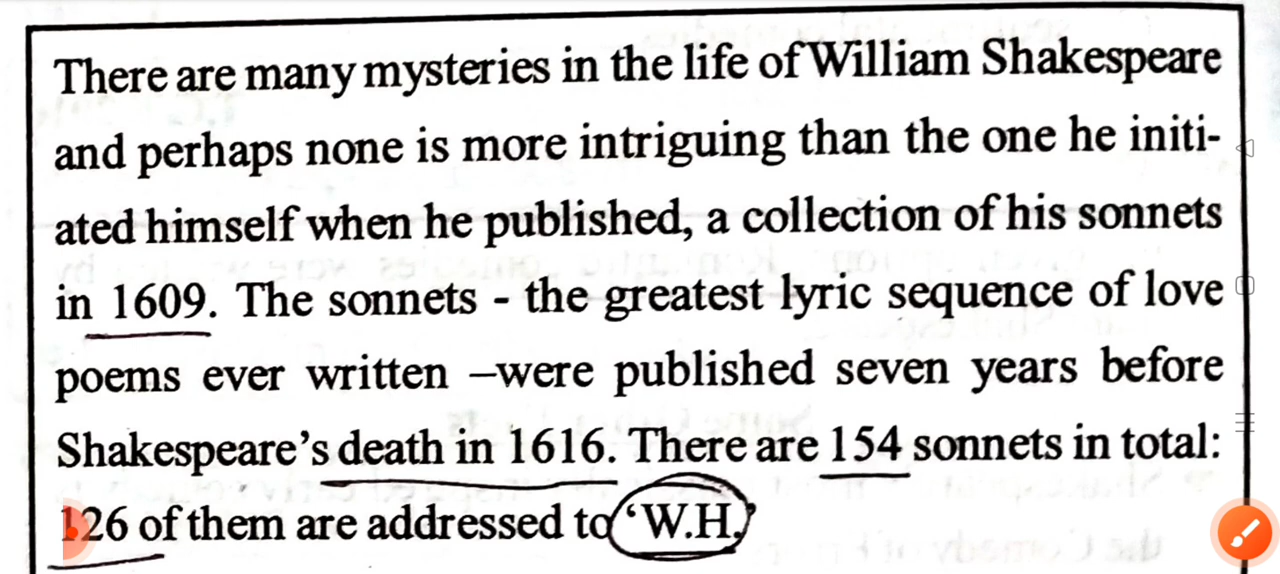 There are many mysteries in the life of William Shakespeare
and perhaps none is more intriguing than the one he initi-
ated himself when he published, a collection of his sonnets
in 1609. The sonnets - the greatest lyric sequence of love
poems ever written –were published seven years before
Shakespeare's death in 1616. There are 154 sonnets in total:
126 of them are addressed to 'W.H.'